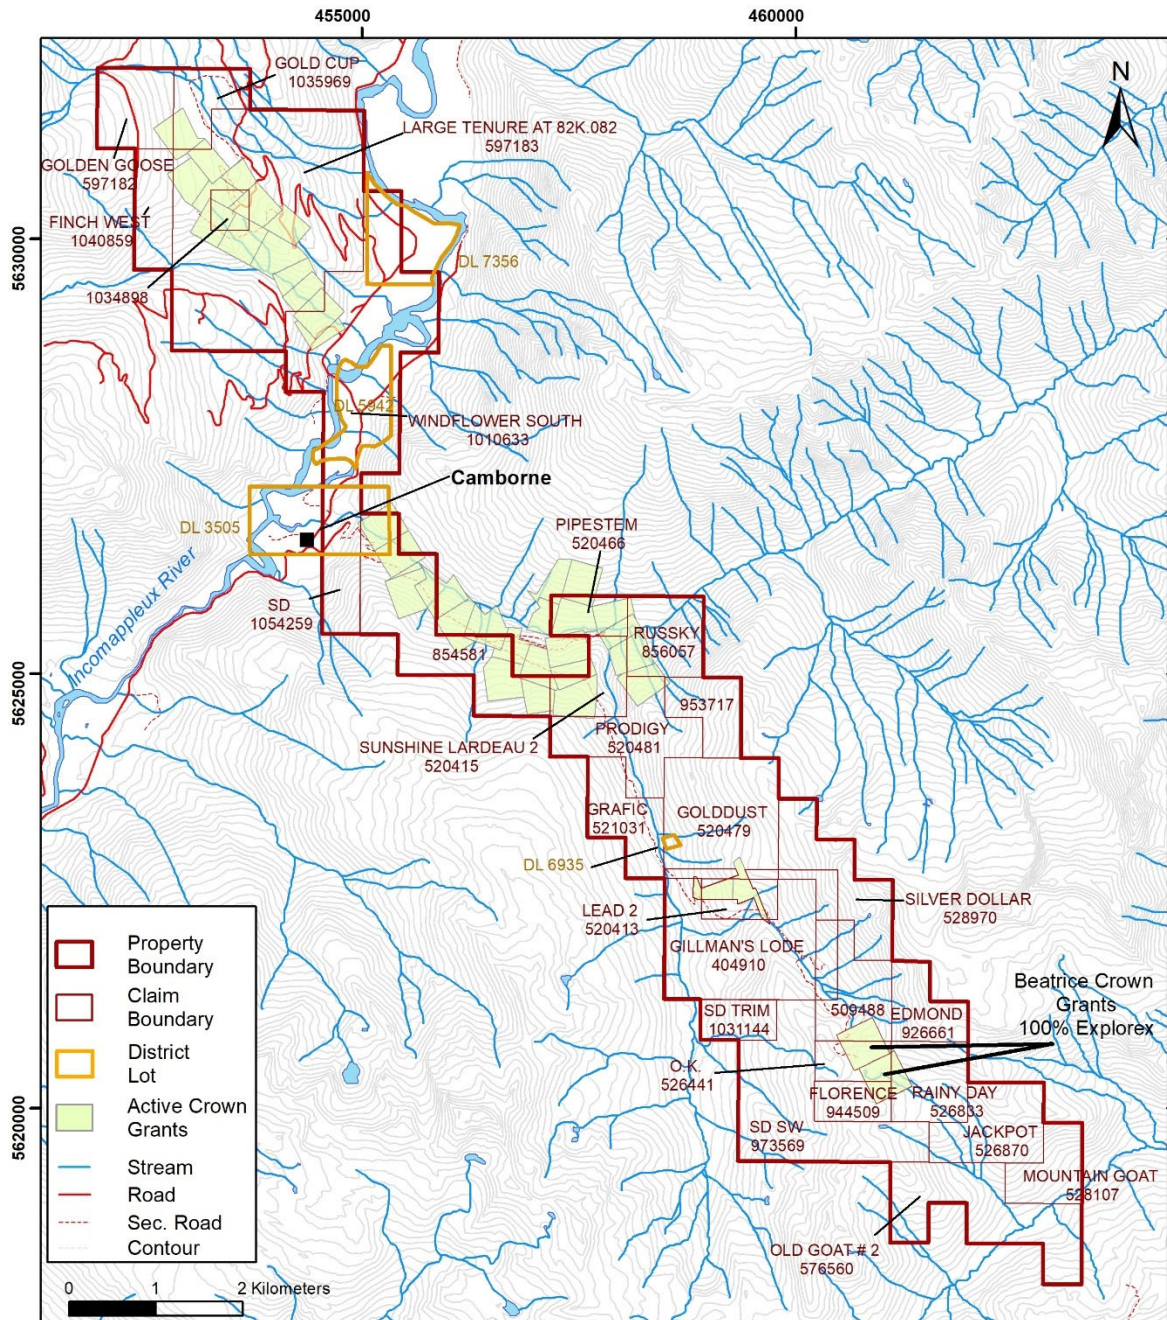 455000
460000
GOLD CUP
1035969
N
LARGE TENURE AT 82K.082
597183
GOLDEN GOOSE
597182
FINCH WEST
1040859
5630000
DL 7356
1034898
DL 5942
WINDFLOWER SOUTH
1010633
Camborne
DL 3505
PIPESTEM
520466
Incomappleux River
SD
1054259
RUSSKY
856057
854581
5625000
953717
PRODIGY
520481
SUNSHINE LARDEAU 2
520415
GRAFIC
521031
GOLDDUST
520479
DL 6935
SILVER DOLLAR
528970
LEAD 2
520413
GILLMAN'S LODE
404910
Beatrice Crown
Grants
100% Explorex
SD TRIM
1031144
509488
EDMOND
926661
O.K.
526441
FLORENCE
944509
RAINY DAY
526833
5620000
SD SW
973569
JACKPOT
526870
MOUNTAIN GOAT
528107
OLD GOAT # 2
576560
Property
Boundary
Claim
Boundary
District
Lot
Active Crown
Grants
Stream
Road
Sec. Road
Contour
0 1 2 Kilometers